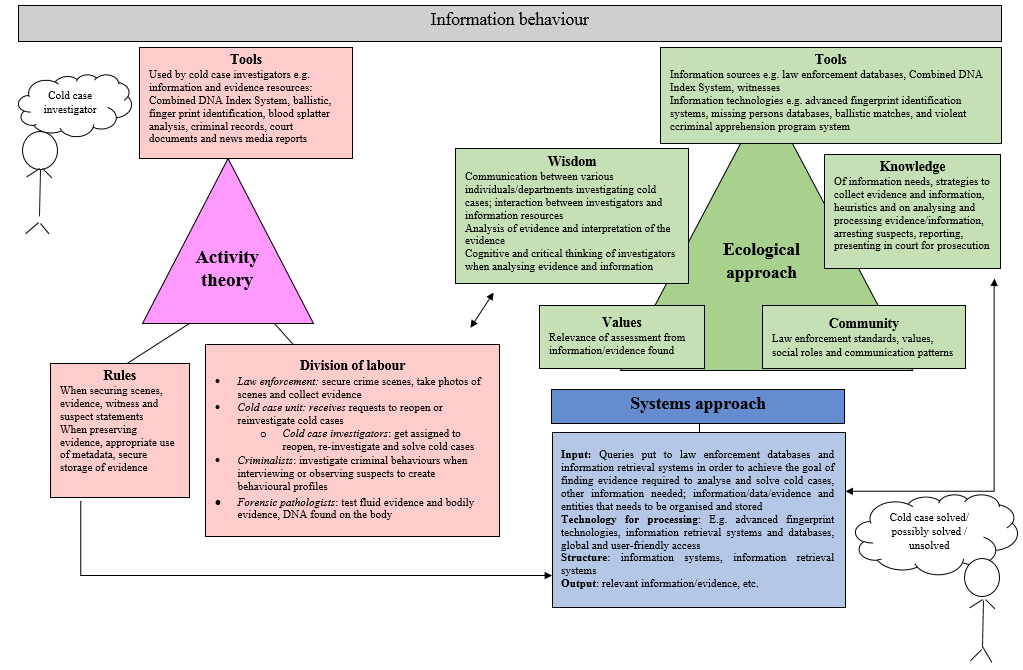 Information behaviour
Cold case
investigator
Tools
Used by cold case investigators e.g.
information and evidence resources:
Combined DNA Index System, ballistic,
finger print identification, blood splatter
analysis, criminal records, court
documents and news media reports
Activity
theory
Rules
When securing scenes,
evidence, witness and
suspect statements
When preserving
evidence, appropriate use
of metadata, secure
storage of evidence
Division of labour
• Law enforcement: secure crime scenes, take photos of
scenes and collect evidence
• Cold case unit: receives requests to reopen or
reinvestigate cold cases
o Cold case investigators: get assigned to
reopen, re-investigate and solve cold cases
• Criminalists: investigate criminal behaviours when
interviewing or observing suspects to create
behavioural profiles
• Forensic pathologists: test fluid evidence and bodily
evidence, DNA found on the body
Tools
Information sources e.g. law enforcement databases, Combined DNA
Index System, witnesses
Information technologies e.g. advanced fingerprint identification
systems, missing persons databases, ballistic matches, and violent
ccriminal apprehension program system
Wisdom
Communication between various
individuals/departments investigating cold
cases; interaction between investigators and
information resources
Analysis of evidence and interpretation of the
evidence
Cognitive and critical thinking of investigators
when analysing evidence and information
Knowledge
Of information needs, strategies to
collect evidence and information,
heuristics and on analysing and
processing evidence/information,
arresting suspects, reporting,
presenting in court for prosecution
Ecological
approach
Values
Relevance of assessment from
information/evidence found
Community
Law enforcement standards, values,
social roles and communication patterns
Systems approach
Input: Queries put to law enforcement databases and
information retrieval systems in order to achieve the goal of
finding evidence required to analyse and solve cold cases,
other information needed; information/data/evidence and
entities that needs to be organised and stored
Technology for processing: E.g. advanced fingerprint
technologies, information retrieval systems and databases,
global and user-friendly access
Structure: information systems, information retrieval
systems
Output: relevant information/evidence, etc.
Cold case solved/
possibly solved /
unsolved